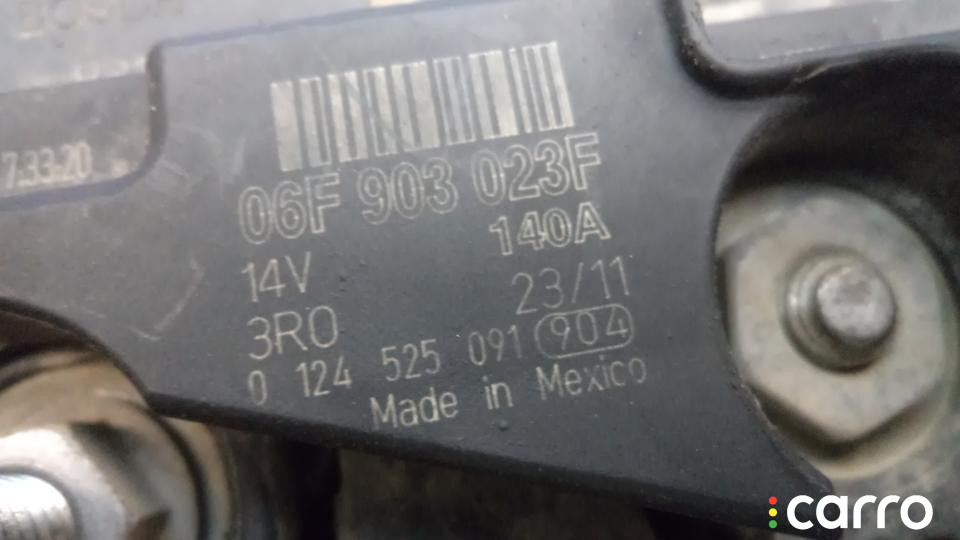 7.33-20
06F 903 023F
140A
14V
23/11
3R0
0 124 525 091 904
Made in Mexico
carro